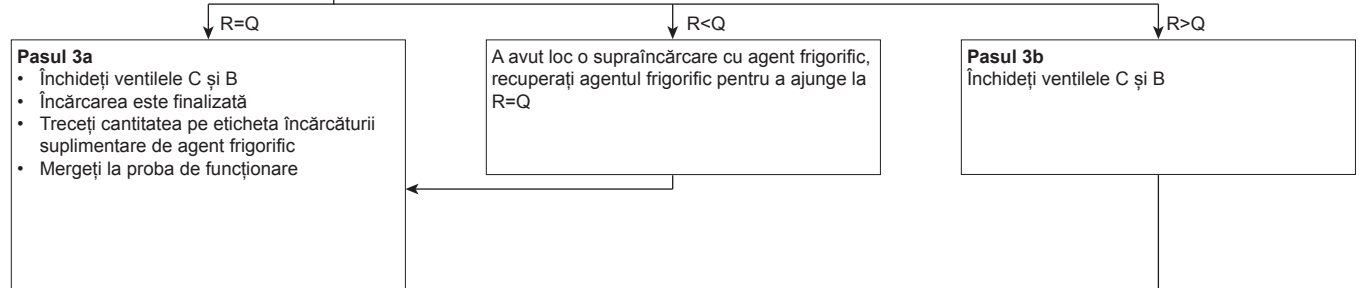 R=Q
R<Q
R>Q
Pasul 3a
• Închideți ventilele C și B
• Încărcarea este finalizată
• Treceți cantitatea pe eticheta încărcăturii
suplimentare de agent frigorific
• Mergeți la proba de funcționare
A avut loc o supraîncărcare cu agent frigorific,
recuperați agentul frigorific pentru a ajunge la
R=Q
Pasul 3b
Închideți ventilele C și B